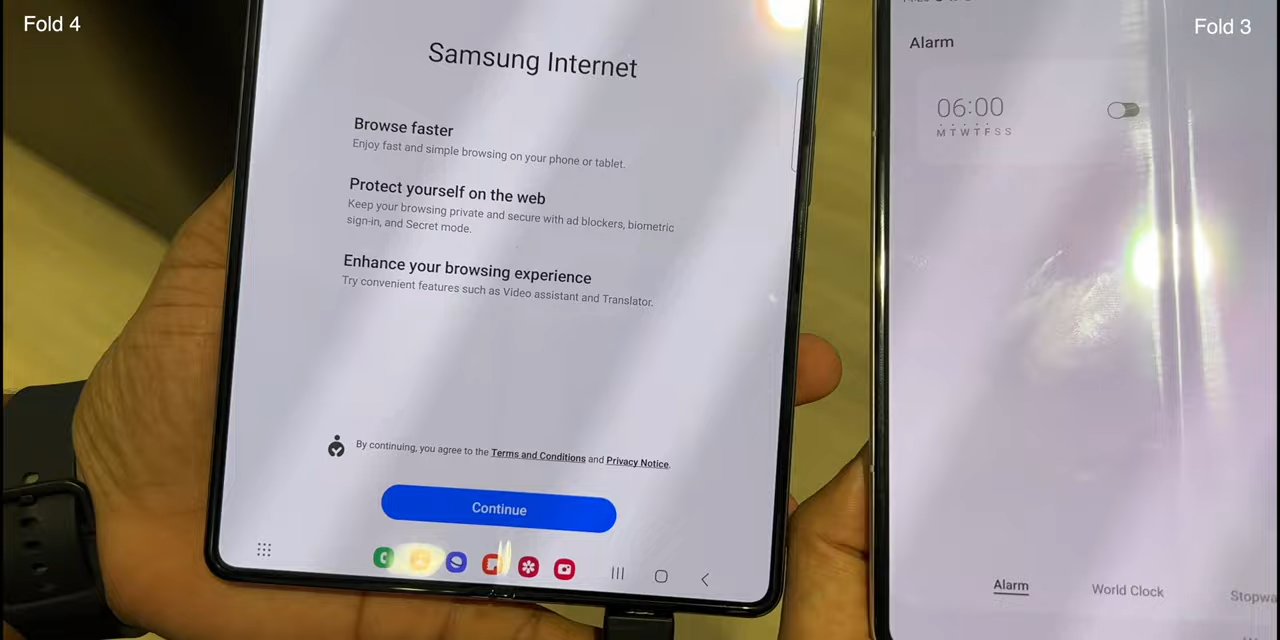 Fold 4
Fold 3
Samsung Internet
Browse faster
Enjoy fast and simple browsing on your phone or tablet.
Protect yourself on the web
Keep your browsing private and secure with ad blockers, biometric
sign-in, and Secret mode.
Enhance your browsing experience
Try convenient features such as Video assistant and Translator.
By continuing, you agree to the Terms and Conditions and Privacy Notice.
Continue
Alarm
06:00
M T W T F S S
Alarm
World Clock
Stopwa